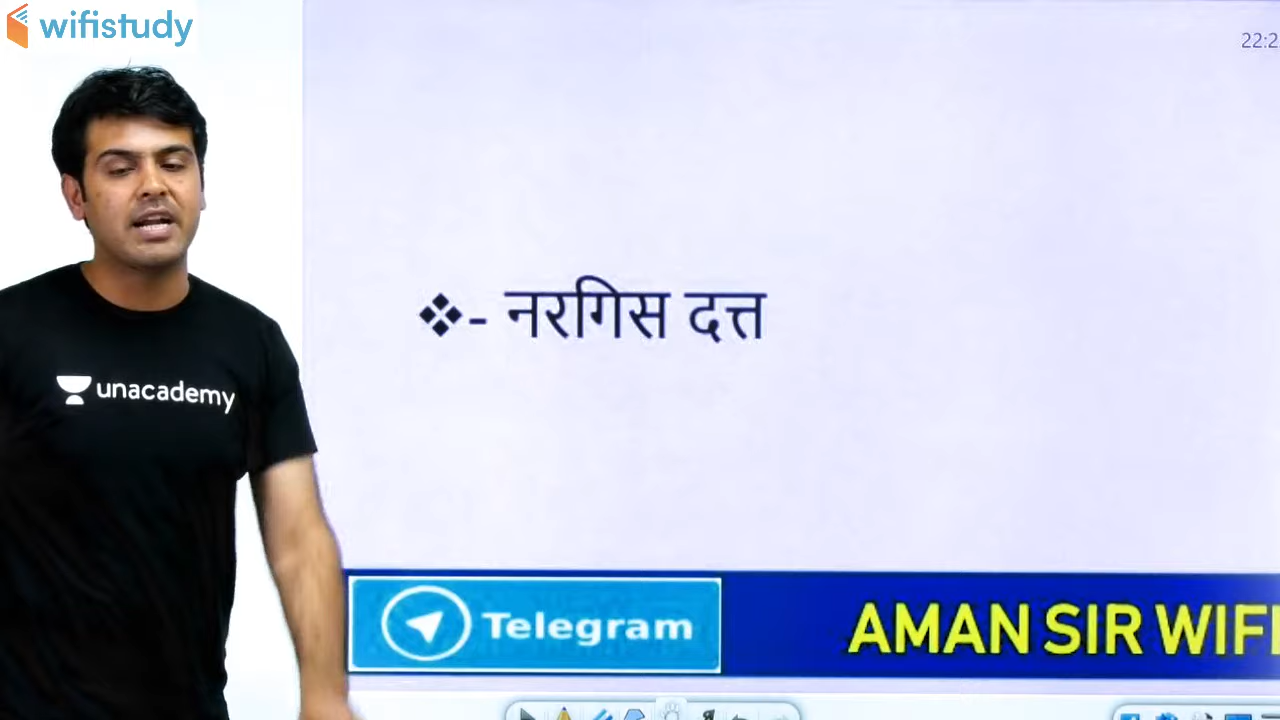 wifistudy
22:2
❖- नरगिस दत्त
unacademy
Telegram
AMAN SIR WIFI